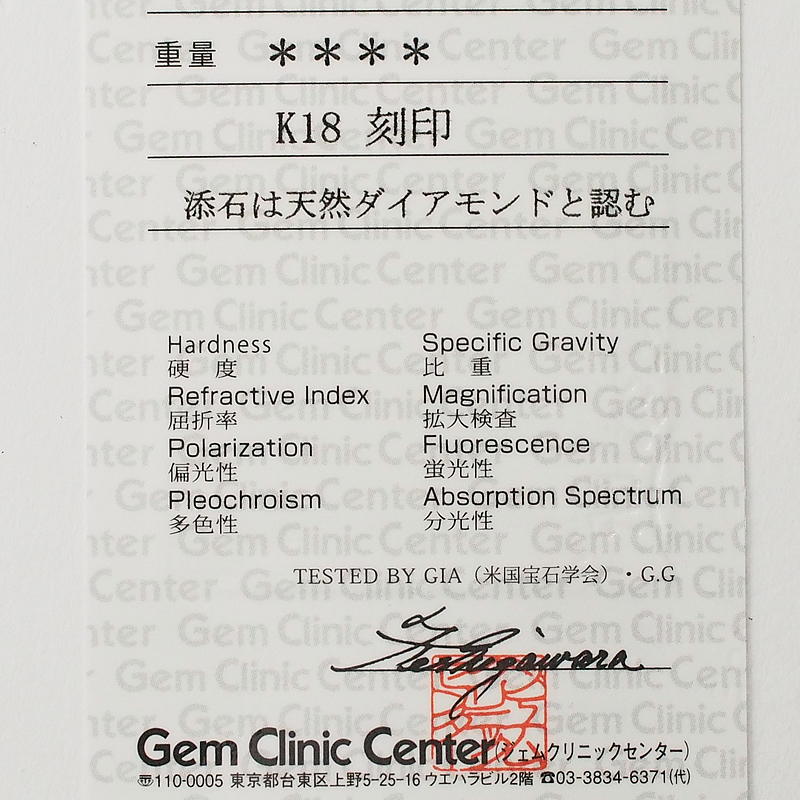 重量 ＊＊＊＊
K18 刻印
添石は天然ダイアモンドと認む
Hardness
硬 度
Specific Gravity
比 重
Refractive Index
屈折率
Magnification
拡大検査
Polarization
偏光性
Fluorescence
蛍光性
Pleochroism
多色性
Absorption Spectrum
分光性
TESTED BY GIA（米国宝石学会）・G.G
Gem Clinic Center(ジェムクリニックセンター)
〠110-0005 東京都台東区上野5-25-16 ウエハラビル2階 ☎03-3834-6371(代)